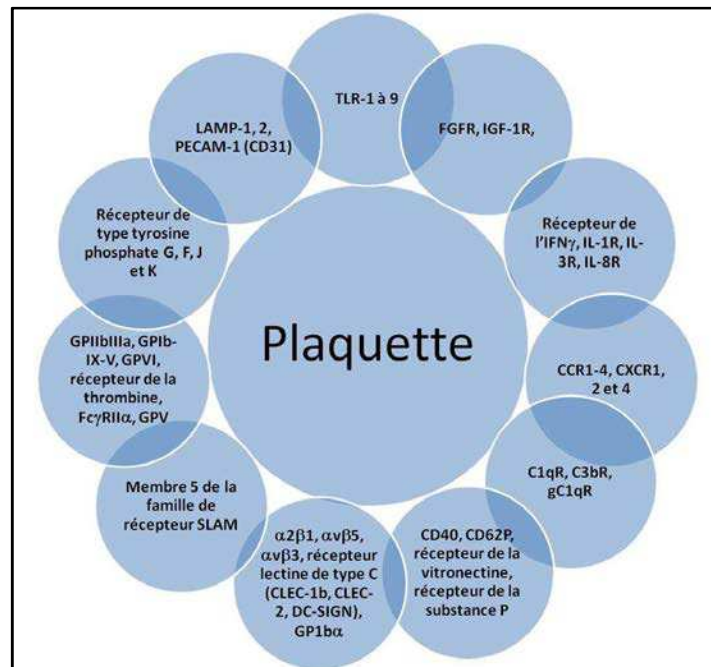 TLR-1 à 9
FGFR, IGF-1R,
Récepteur de
l'IFNγ, IL-1R, IL-
3R, IL-8R
CCR1-4, CXCR1,
2 et 4
C1qR, C3bR,
gC1qR
CD40, CD62P,
récepteur de la
vitronectine,
récepteur de la
substance P
α2β1, αvβ5,
αvβ3, récepteur
lectine de type C
(CLEC-1b, CLEC-
2, DC-SIGN),
GP1bα
Membre 5 de la
famille de
récepteur SLAM
GPIIbIIIa, GPIb-
IX-V, GPVI,
récepteur de la
thrombine,
FcγRIIα, GPV
Récepteur de
type tyrosine
phosphate G, F, J
et K
LAMP-1, 2,
PECAM-1 (CD31)
Plaquette